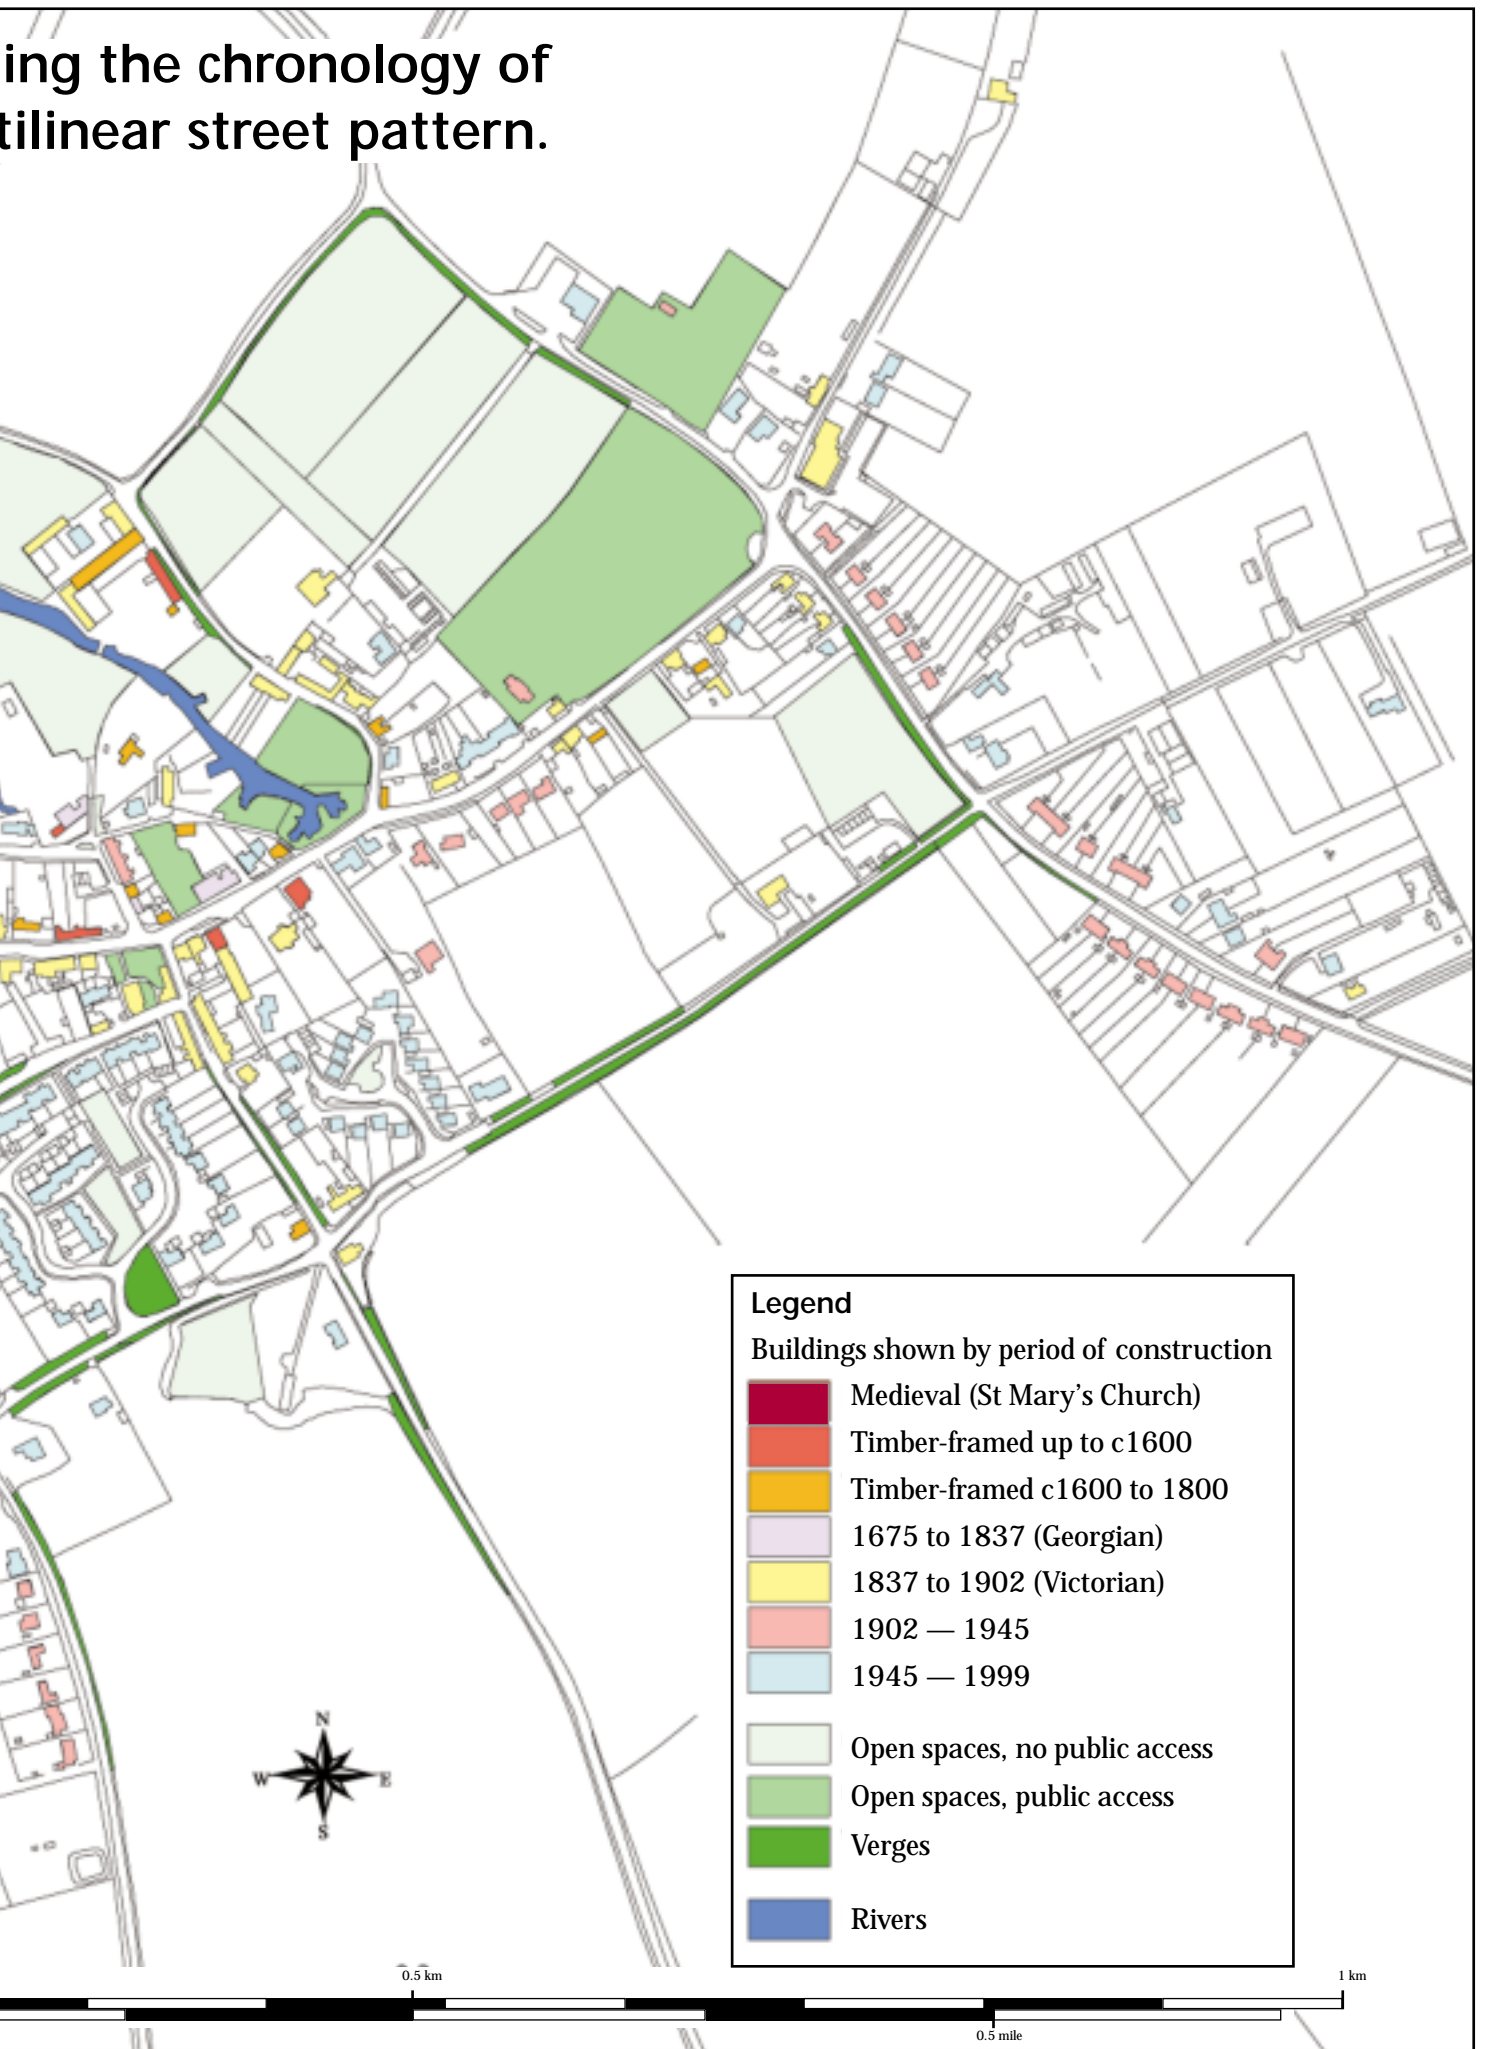 ing the chronology of
tilinear street pattern.
Legend
Buildings shown by period of construction
Medieval (St Mary's Church)
Timber-framed up to c1600
Timber-framed c1600 to 1800
1675 to 1837 (Georgian)
1837 to 1902 (Victorian)
1902 — 1945
1945 — 1999
Open spaces, no public access
Open spaces, public access
Verges
Rivers
N
W E
S
0.5 km 1 km
0.5 mile